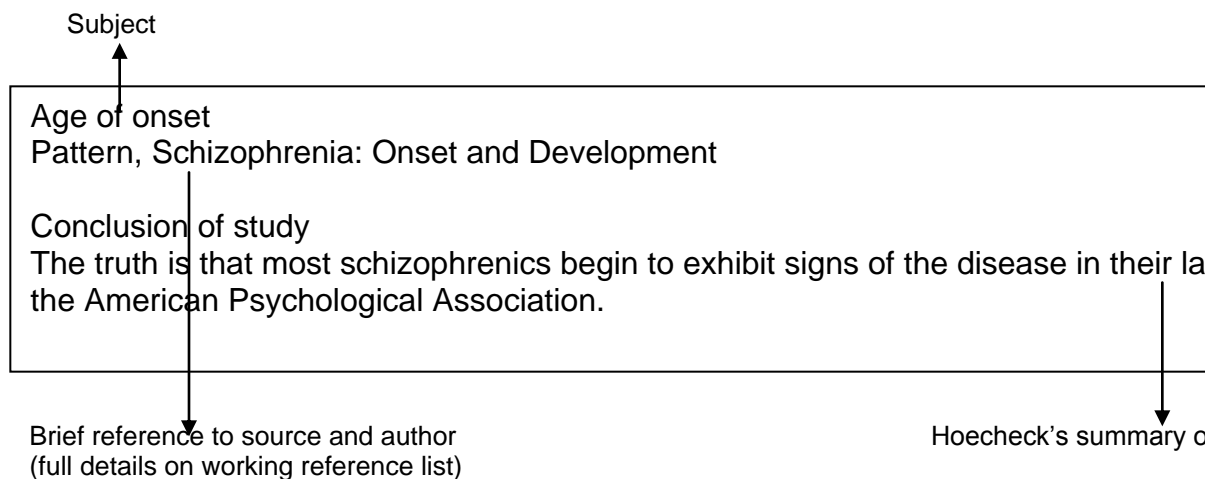 Subject
Age of onset
Pattern, Schizophrenia: Onset and Development
Conclusion of study
The truth is that most schizophrenics begin to exhibit signs of the disease in their la
the American Psychological Association.
Brief reference to source and author
(full details on working reference list)
Hoecheck's summary o